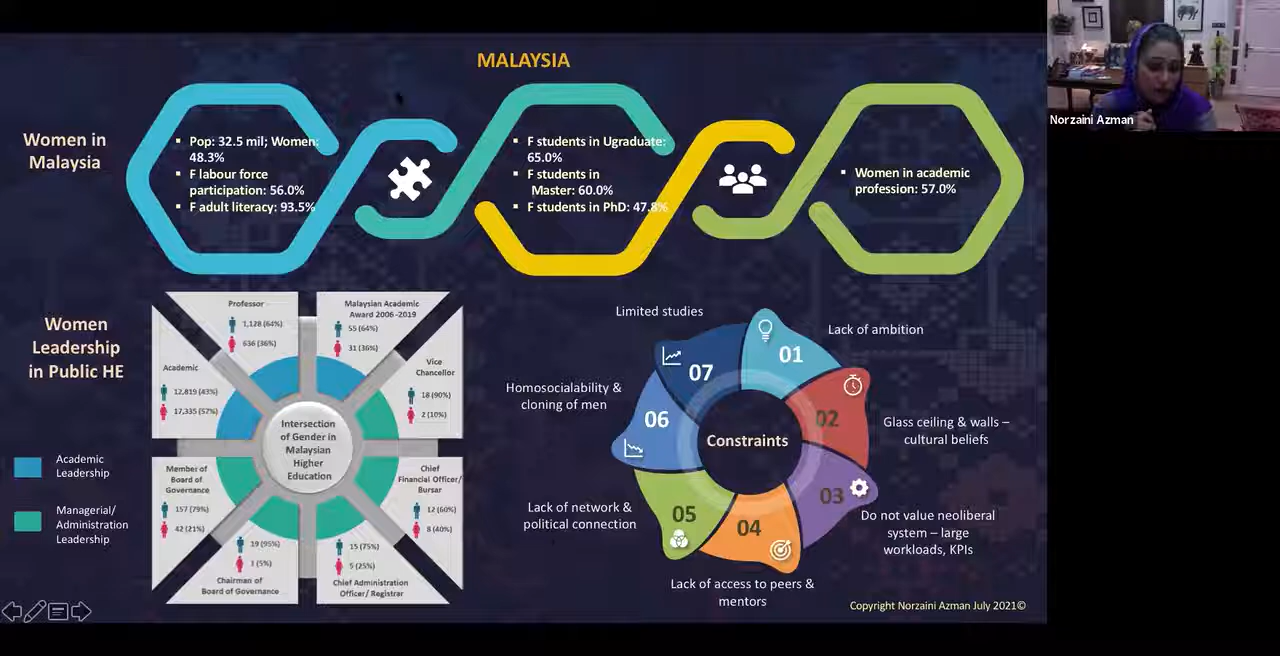 MALAYSIA
Norzaini Azman
Women in
Malaysia
▪ Pop: 32.5 mil; Women:
48.3%
▪ F labour force
participation: 56.0%
▪ F adult literacy: 93.5%
▪ F students in Ugraduate:
65.0%
▪ F students in
Master: 60.0%
▪ F students in PhD: 47.8%
▪ Women in academic
profession: 57.0%
Women
Leadership
in Public HE
Professor
1,128 (64%)
636 (36%)
Malaysian Academic
Award 2006 -2019
55 (64%)
31 (36%)
Academic
12,819 (43%)
17,335 (57%)
Vice
Chancellor
18 (90%)
2 (10%)
Intersection
of Gender in
Malaysian
Higher
Education
Member of
Board of
Governance
157 (79%)
42 (21%)
Chief
Financial Officer/
Bursar
12 (60%)
8 (40%)
19 (95%)
1 (5%)
Chairman of
Board of Governance
15 (75%)
5 (25%)
Chief Administration
Officer/ Registrar
Academic
Leadership
Managerial/
Administration
Leadership
Constraints
01
Lack of ambition
02
Glass ceiling & walls –
cultural beliefs
03
Do not value neoliberal
system – large
workloads, KPIs
04
Lack of access to peers &
mentors
05
Lack of network &
political connection
06
Homosocialability &
cloning of men
07
Limited studies
Copyright Norzaini Azman July 2021©